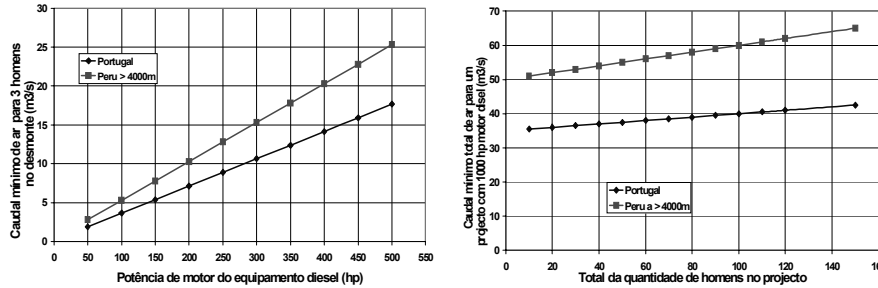 Caudal mínimo de ar para 3 homens
no desmonte (m3/s)
30
25
20
15
10
5
0
Portugal
Peru > 4000m
0 50 100 150 200 250 300 350 400 450 500 550
Potência de motor do equipamento diesel (hp)
Caudal mínimo total de ar para um
projecto com 1000 hp motor disel (m3/s)
70
60
50
40
30
20
10
0
Portugal
Peru a > 4000m
0 20 40 60 80 100 120 140 160
Total da quantidade de homens no projecto